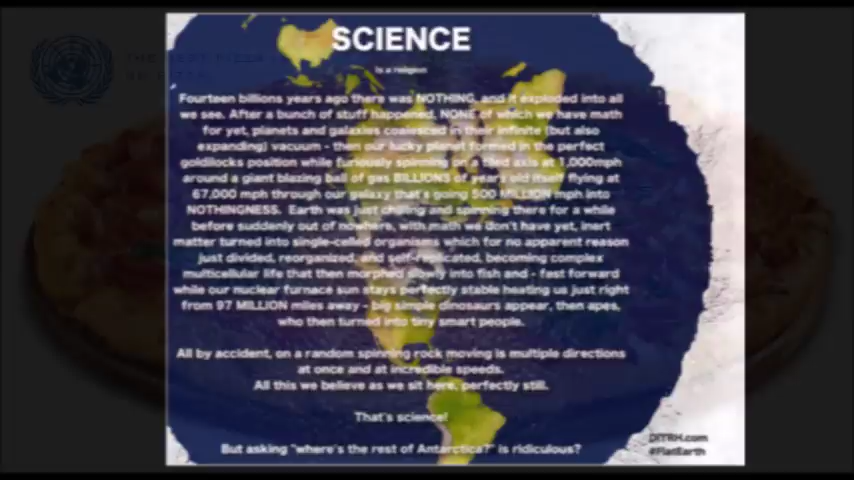 SCIENCE
is a religion
Fourteen billions years ago there was NOTHING, and it exploded into all
we see. After a bunch of stuff happened, NONE of which we have math
for yet, planets and galaxies coalesced in their infinite (but also
expanding) vacuum - then our lucky planet formed in the perfect
goldilocks position while furiously spinning on a tilted axis at 1,000mph
around a giant blazing ball of gas BILLIONS of years old itself flying at
67,000 mph through our galaxy that's going 500 MILLION mph into
NOTHINGNESS. Earth was just chilling and spinning there for a while
before suddenly out of nowhere, with math we don't have yet, inert
matter turned into single-celled organisms which for no apparent reason
just divided, reorganized, and self-replicated, becoming complex
multicellular life that then morphed slowly into fish and - fast forward
while our nuclear furnace sun stays perfectly stable heating us just right
from 97 MILLION miles away - big simple dinosaurs appear, then apes,
who then turned into tiny smart people.
All by accident, on a random spinning rock moving is multiple directions
at once and at incredible speeds.
All this we believe as we sit here, perfectly still.
That's science!
But asking "where's the rest of Antarctica?" is ridiculous?
DITRH.com
#FlatEarth